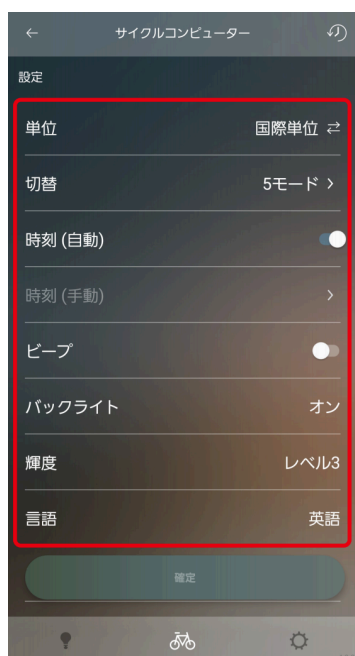 サイクルコンピューター
設定
単位 国際単位
切替 5モード
時刻 (自動)
時刻 (手動)
ビープ
バックライト オン
輝度 レベル3
言語 英語
確定